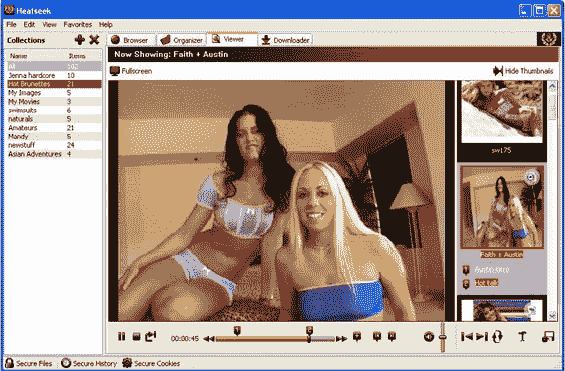 Heatseek
File Edit View Favorites Help
Collections
Browser Organizer Viewer Downloader
Name Items
Now Showing: Faith + Austin
All 102
Fullscreen
Hide Thumbnails
Jenna hardcore 10
Hot Brunettes 21
My Images 5
My Movies 3
swimsuits 6
naturals 5
Amateurs 21
Mandy 5
newstuff 24
Asian Adventures 4
sw175
Faith + Austin
Hot talk
00:00:45
Secure Files Secure History Secure Cookies